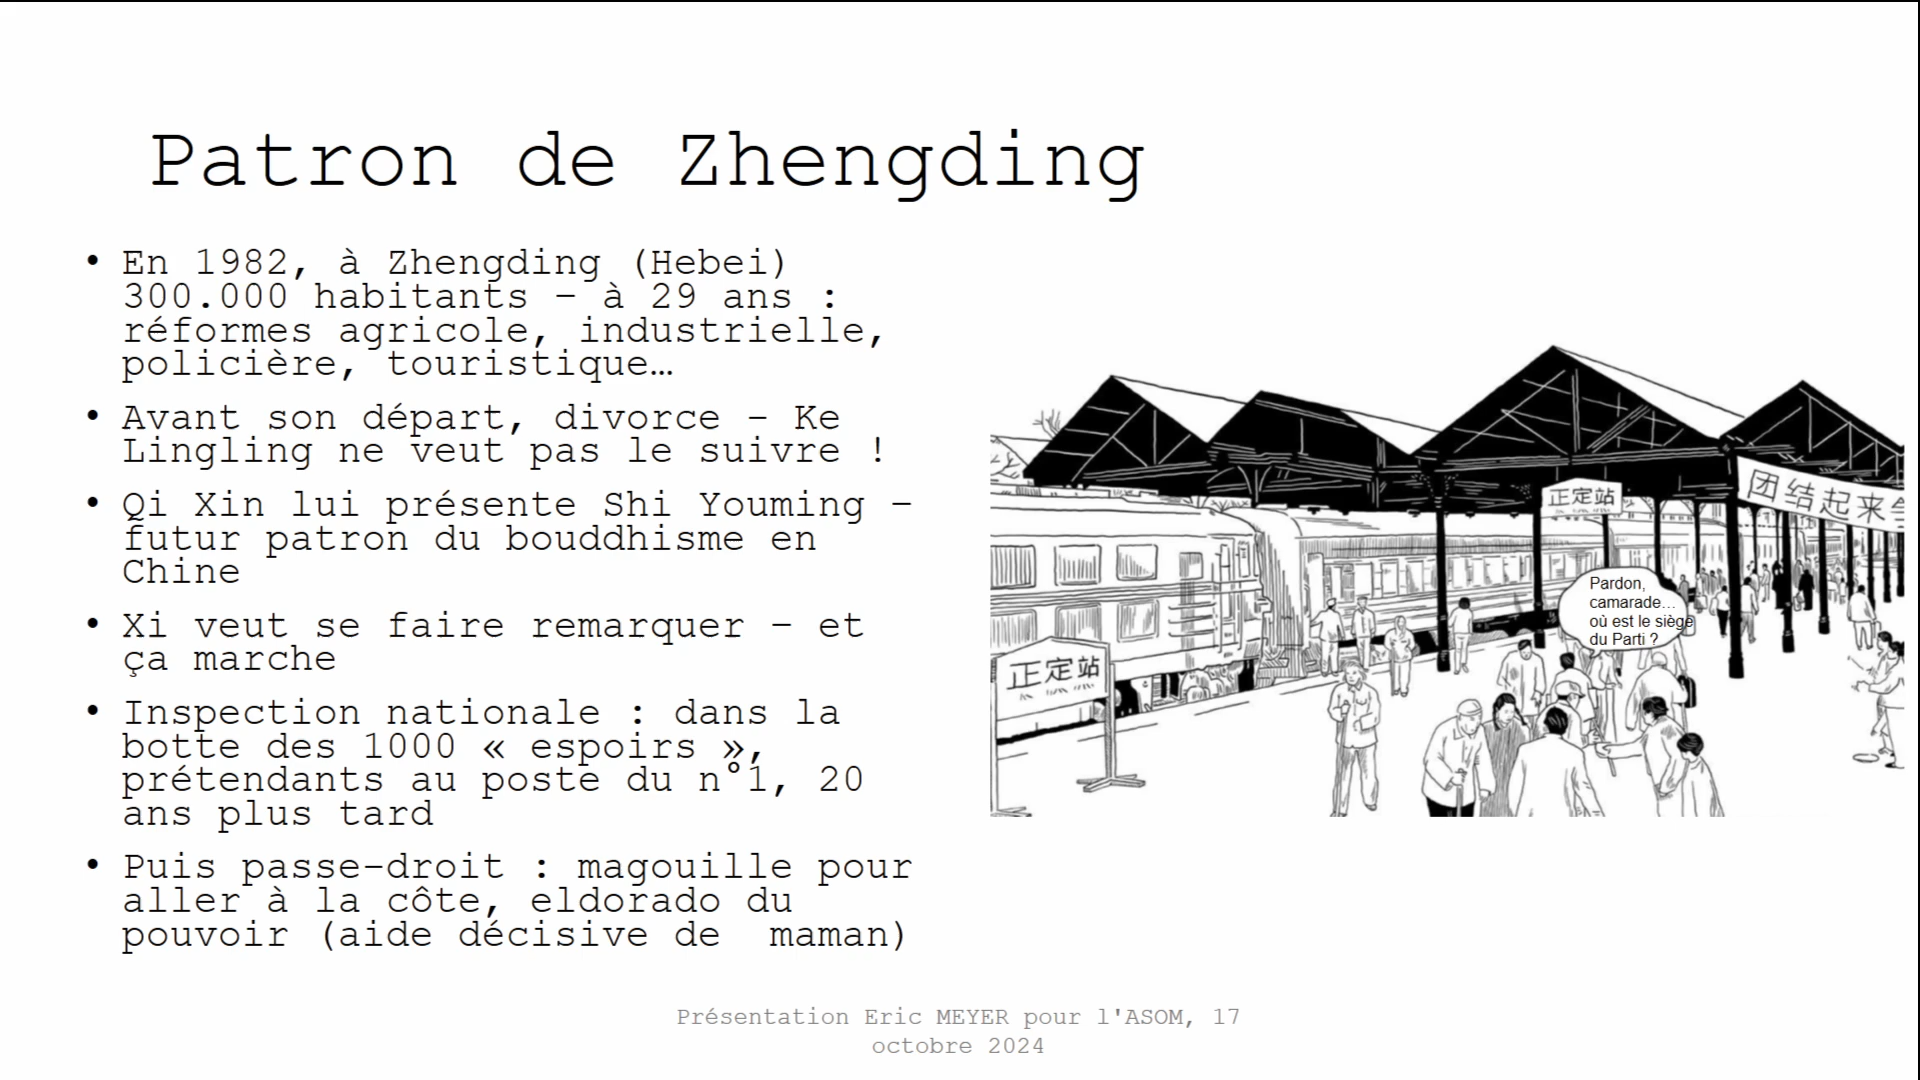 Patron de Zhengding
• En 1982, à Zhengding (Hebei)
300.000 habitants – à 29 ans :
réformes agricole, industrielle,
policière, touristique…
• Avant son départ, divorce – Ke
Lingling ne veut pas le suivre !
• Qi Xin lui présente Shi Youming –
futur patron du bouddhisme en
Chine
• Xi veut se faire remarquer – et
ça marche
• Inspection nationale : dans la
botte des 1000 « espoirs »,
prétendants au poste du n°1, 20
ans plus tard
• Puis passe-droit : magouille pour
aller à la côte, eldorado du
pouvoir (aide décisive de  maman)
正定站
团结起来
Pardon,
camarade…
où est le siège
du Parti ?
正定站
Présentation Eric MEYER pour l'ASOM, 17
octobre 2024